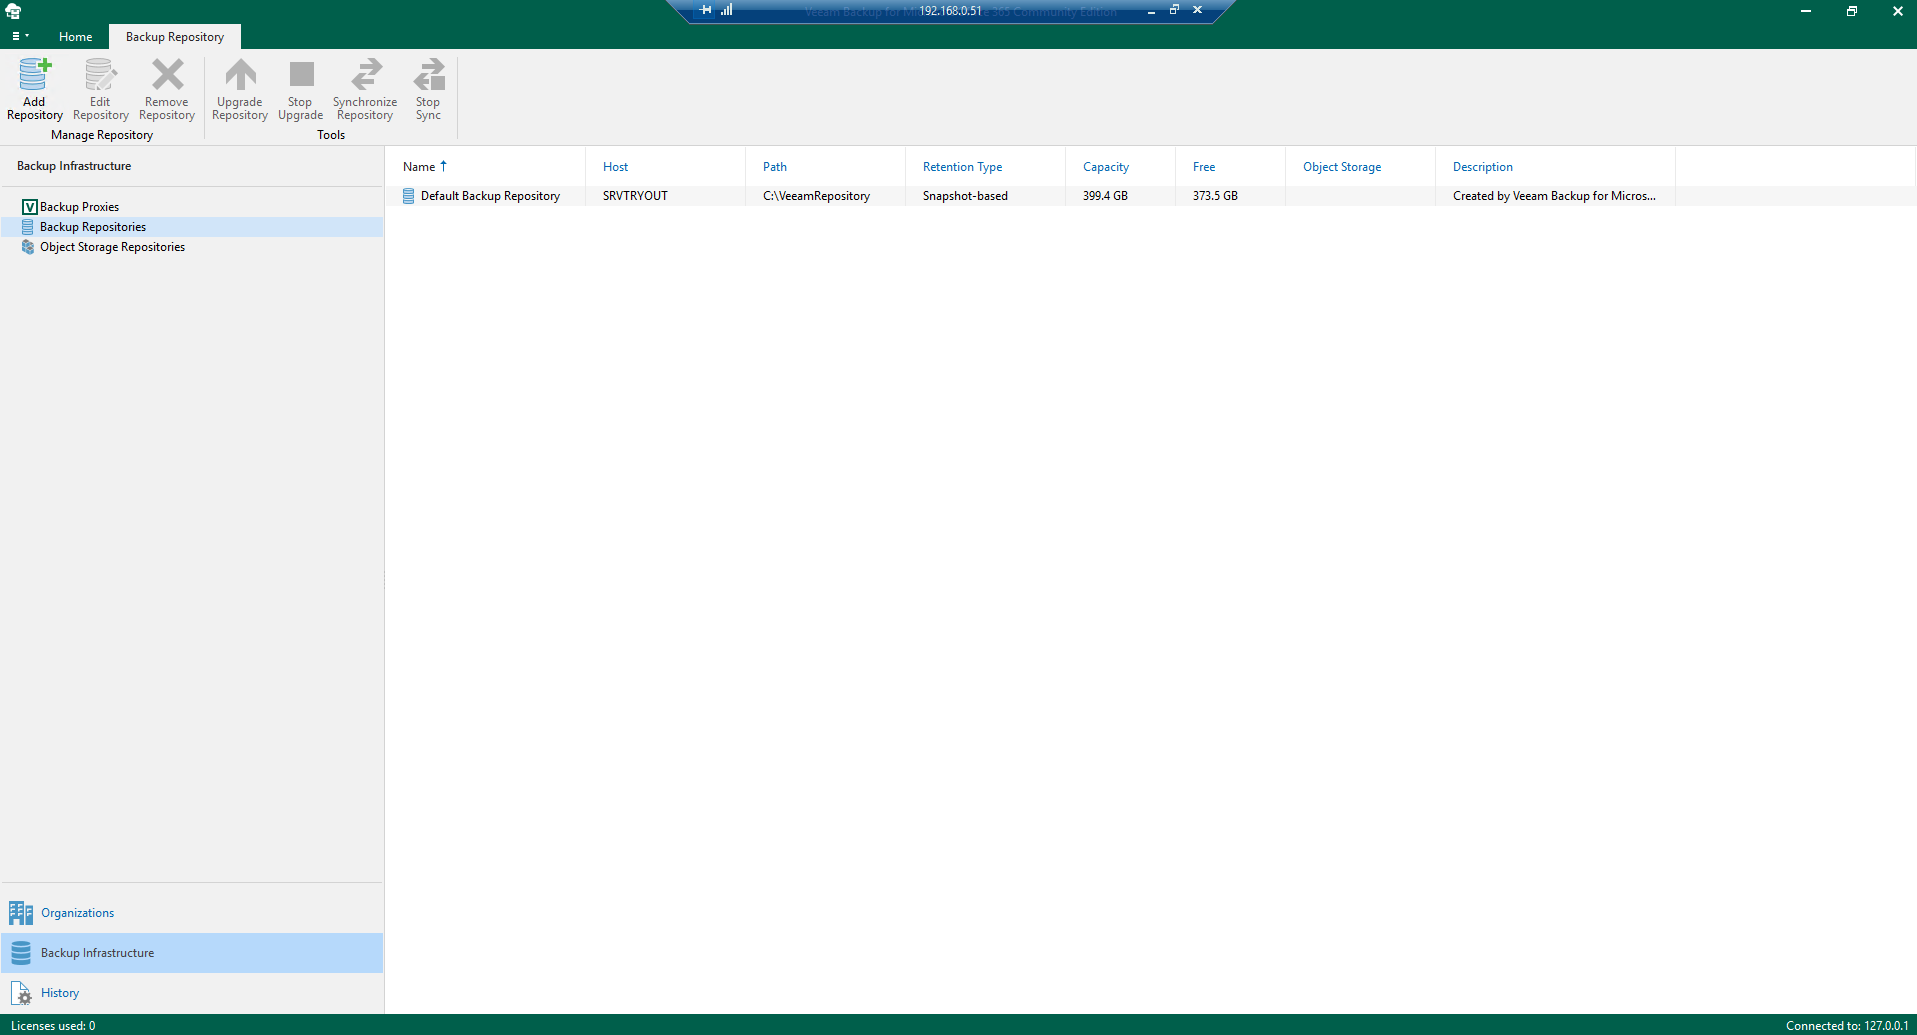 Veeam Backup for Mi 192.168.0.51 e 365 Community Edition
Home Backup Repository
Add Repository Edit Repository Remove Repository Upgrade Repository Stop Upgrade Synchronize Repository Stop Sync
Manage Repository Tools
Backup Infrastructure
Backup Proxies
Backup Repositories
Object Storage Repositories
Name Host Path Retention Type Capacity Free Object Storage Description
Default Backup Repository SRVTRYOUT C:\VeeamRepository Snapshot-based 399.4 GB 373.5 GB Created by Veeam Backup for Micros...
Organizations
Backup Infrastructure
History
Licenses used: 0 Connected to: 127.0.0.1